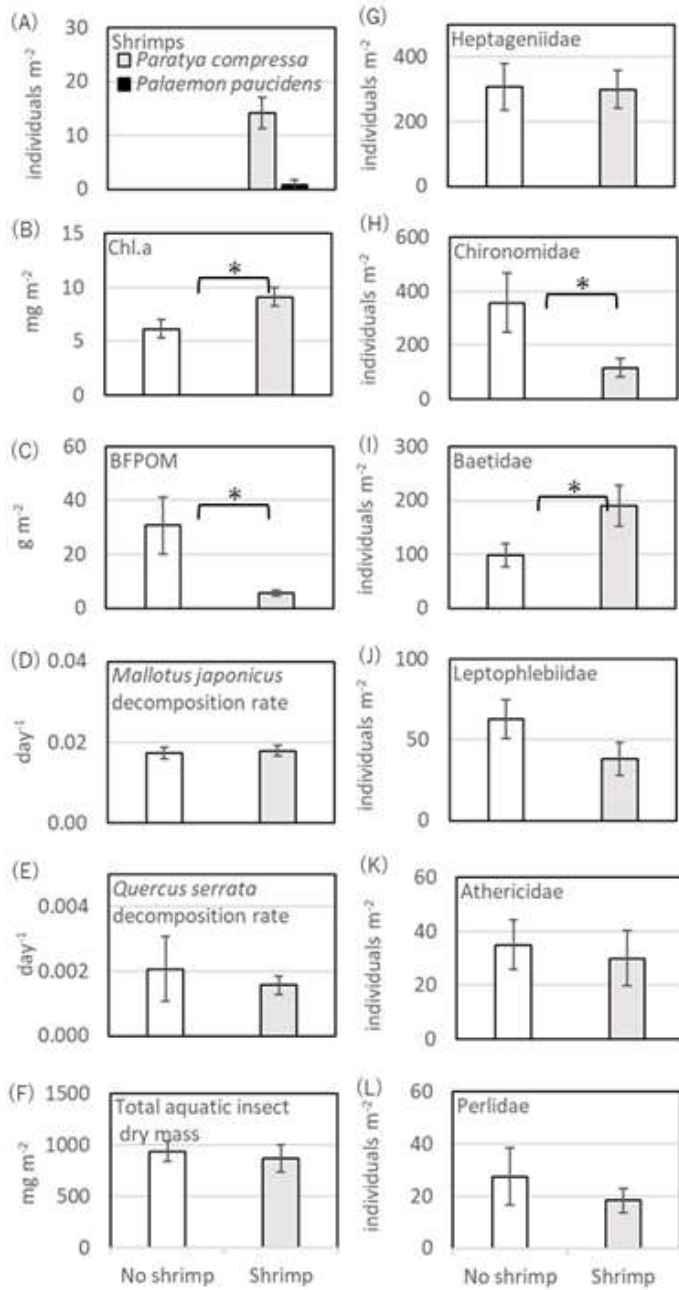 (A)
30
20
10
0
individuals m⁻²
Shrimps
Paratya compressa
Palaemon paucidens
(B)
15
10
5
0
mg m⁻²
Chl.a
*
(C)
60
40
20
0
g m⁻²
BFPOM
*
(D)
0.04
0.02
0.00
day⁻¹
Mallotus japonicus
decomposition rate
(E)
0.004
0.002
0.000
day⁻¹
Quercus serrata
decomposition rate
(F)
1500
1000
500
0
mg m⁻²
Total aquatic insect
dry mass
No shrimp
Shrimp
(G)
400
200
0
individuals m⁻²
Heptageniidae
(H)
600
400
200
0
individuals m⁻²
Chironomidae
*
(I)
300
200
100
0
individuals m⁻²
Baetidae
*
(J)
100
50
0
individuals m⁻²
Leptophlebiidae
(K)
60
40
20
0
individuals m⁻²
Athericidae
(L)
60
40
20
0
individuals m⁻²
Perlidae
No shrimp
Shrimp